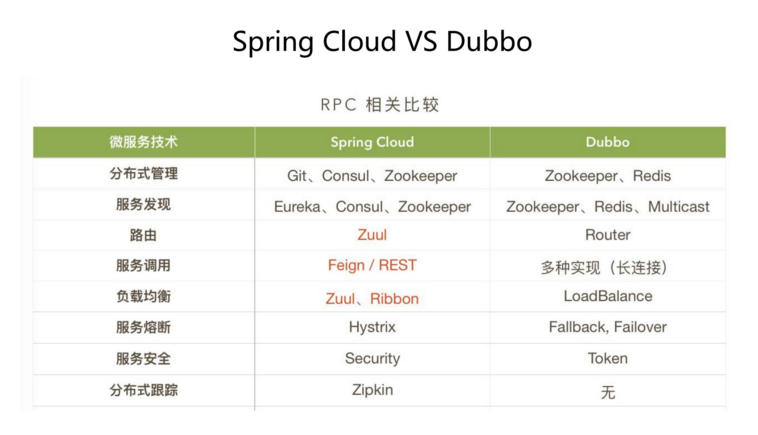 Spring Cloud VS Dubbo
RPC 相关比较
微服务技术 Spring Cloud Dubbo
分布式管理 Git、Consul、Zookeeper Zookeeper、Redis
服务发现 Eureka、Consul、Zookeeper Zookeeper、Redis、Multicast
路由 Zuul Router
服务调用 Feign / REST 多种实现（长连接）
负载均衡 Zuul、Ribbon LoadBalance
服务熔断 Hystrix Fallback, Failover
服务安全 Security Token
分布式跟踪 Zipkin 无